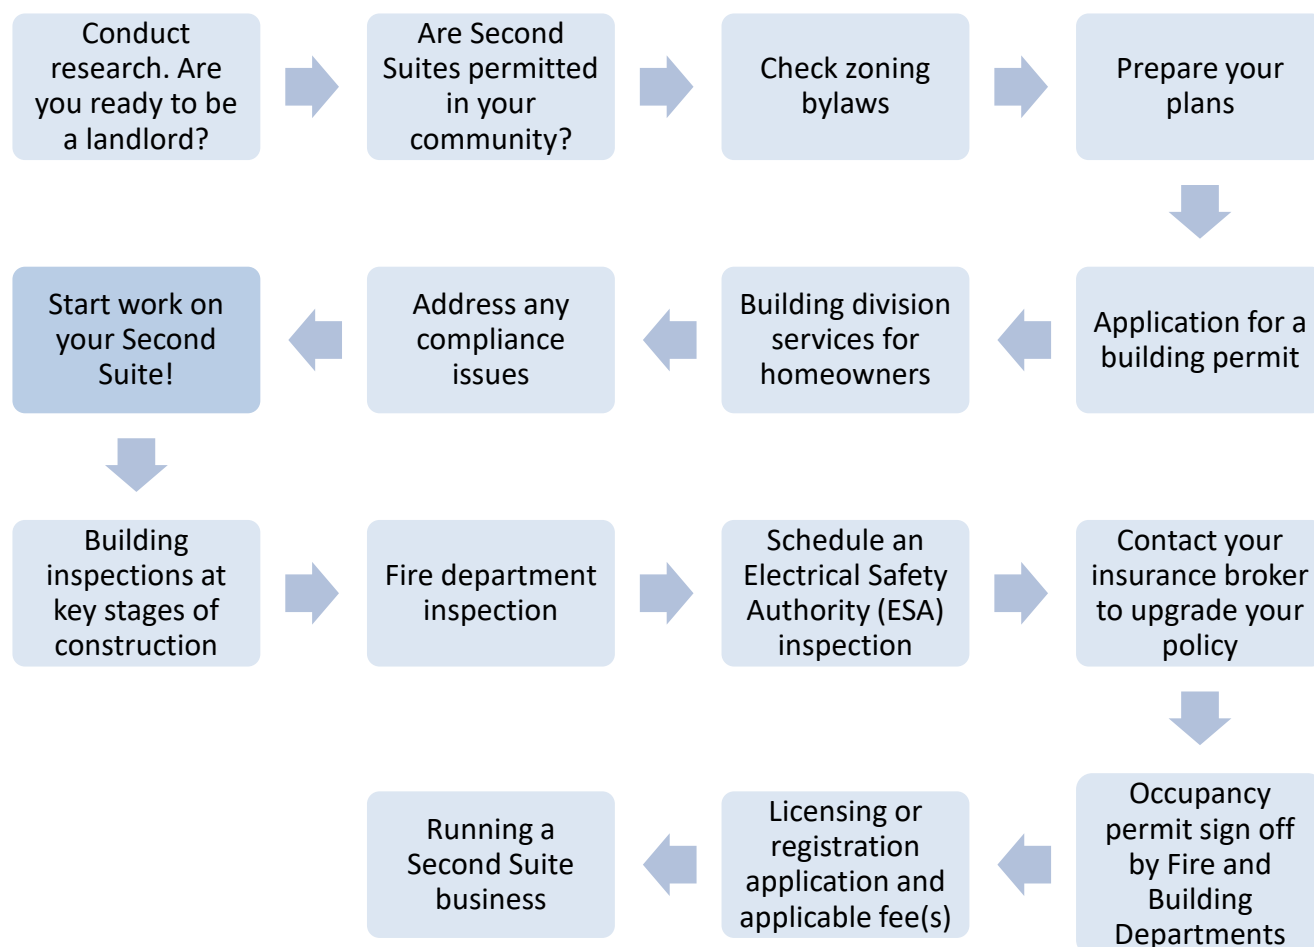 Conduct
research. Are
you ready to be
a landlord?
Are Second
Suites permitted
in your
community?
Check zoning
bylaws
Prepare your
plans
Application for a
building permit
Building division
services for
homeowners
Address any
compliance
issues
Start work on
your Second
Suite!
Building
inspections at
key stages of
construction
Fire department
inspection
Schedule an
Electrical Safety
Authority (ESA)
inspection
Contact your
insurance broker
to upgrade your
policy
Occupancy
permit sign off
by Fire and
Building
Departments
Licensing or
registration
application and
applicable fee(s)
Running a
Second Suite
business